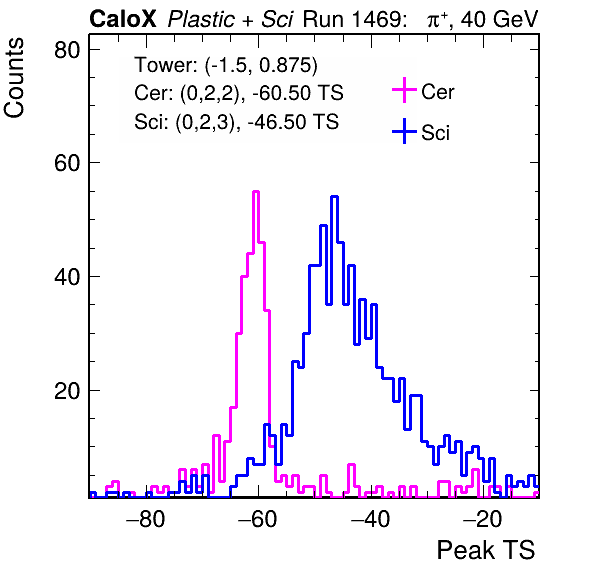 CaloX Plastic + Sci Run 1469: π⁺, 40 GeV
Counts
Tower: (-1.5, 0.875)
Cer: (0,2,2), -60.50 TS
Sci: (0,2,3), -46.50 TS
Cer
Sci
80
60
40
20
−80 −60 −40 −20
Peak TS